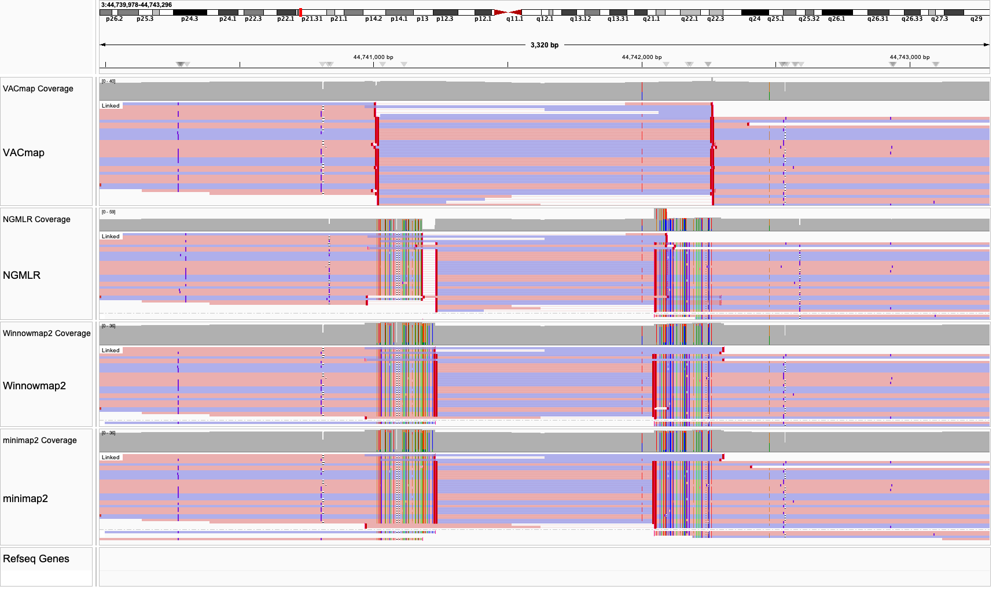 3:44,739,978-44,743,296
p26.2 p25.3 p24.3 p24.1 p22.3 p22.1 p21.31 p21.1 p14.2 p14.1 p13 p12.3 p12.1 q11.1 q12.1 q13.12 q13.31 q21.1 q22.1 q22.3 q24 q25.1 q25.32 q26.1 q26.31 q26.33 q27.3 q29
3,320 bp
44,741,000 bp 44,742,000 bp 44,743,000 bp
[0 - 40]
VACmap Coverage
Linked
VACmap
[0 - 59]
NGMLR Coverage
Linked
NGMLR
[0 - 36]
Winnowmap2 Coverage
Linked
Winnowmap2
[0 - 36]
minimap2 Coverage
Linked
minimap2
Refseq Genes